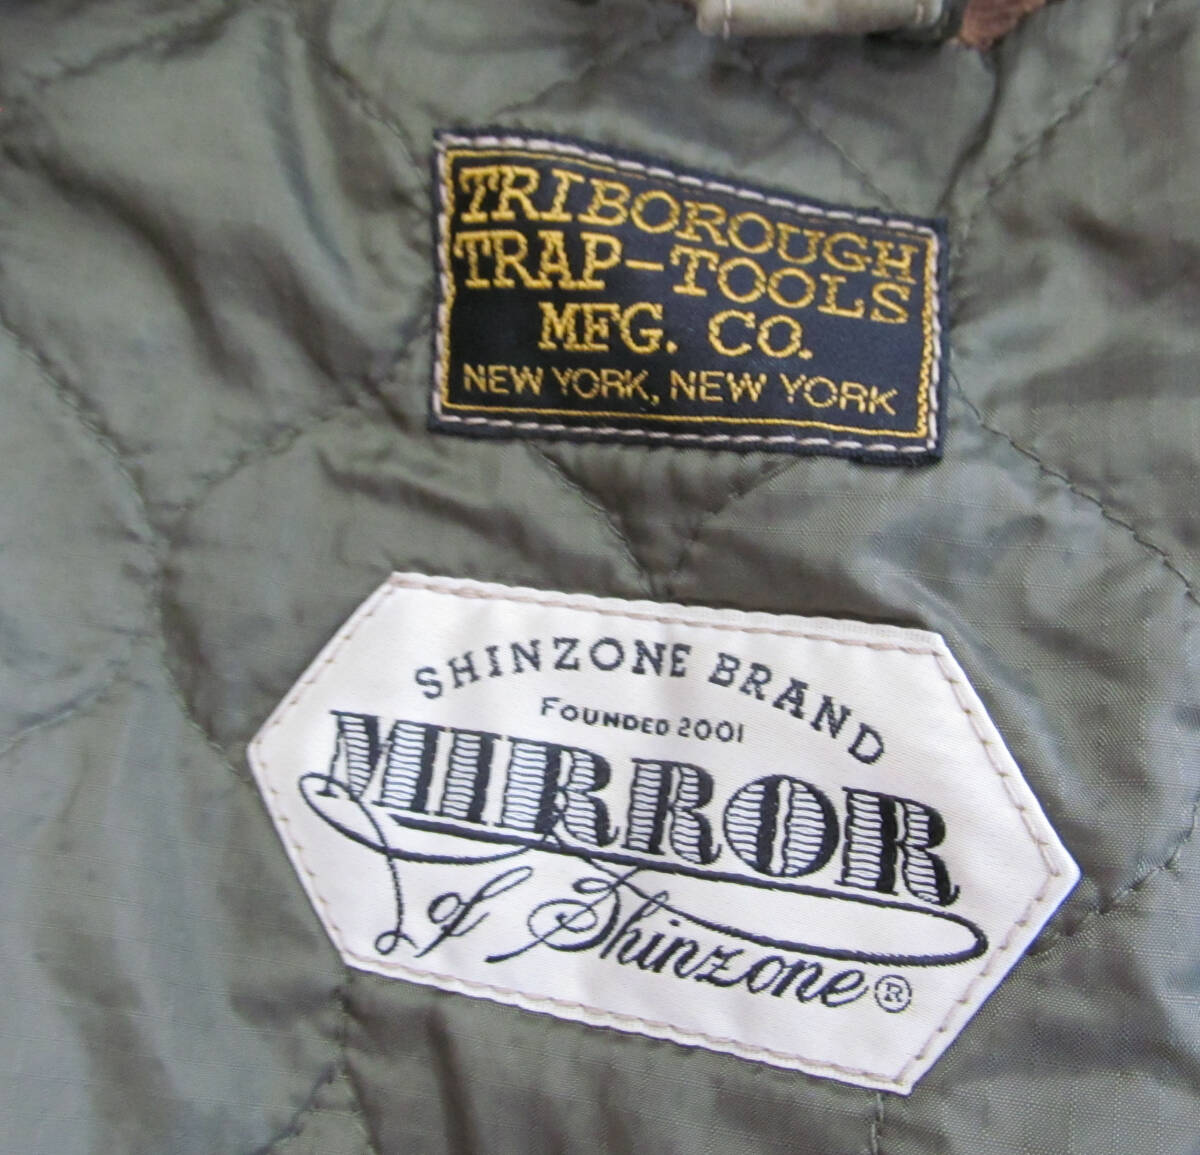 TRIBOROUGH
TRAP-TOOLS
MFG. CO.
NEW YORK, NEW YORK
SHINZONE BRAND
FOUNDED 2001
MIRROR
of Shinzone®